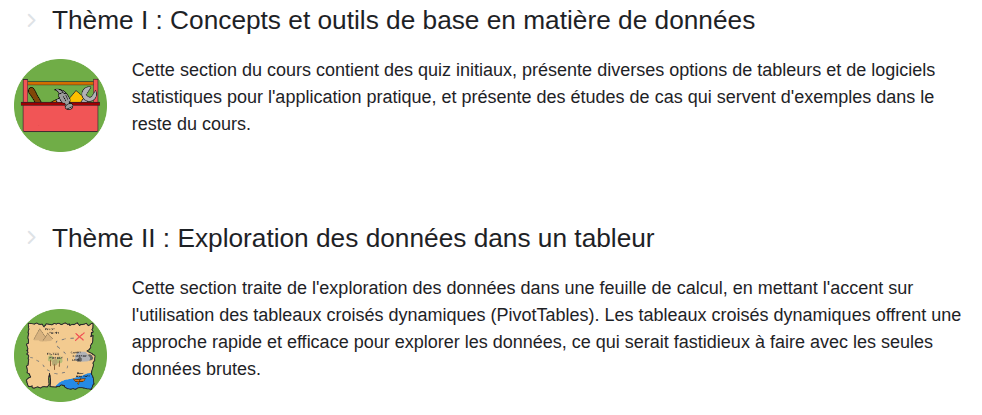 Thème I : Concepts et outils de base en matière de données
Cette section du cours contient des quiz initiaux, présente diverses options de tableurs et de logiciels
statistiques pour l'application pratique, et présente des études de cas qui servent d'exemples dans le
reste du cours.
Thème II : Exploration des données dans un tableur
Cette section traite de l'exploration des données dans une feuille de calcul, en mettant l'accent sur
l'utilisation des tableaux croisés dynamiques (PivotTables). Les tableaux croisés dynamiques offrent une
approche rapide et efficace pour explorer les données, ce qui serait fastidieux à faire avec les seules
données brutes.